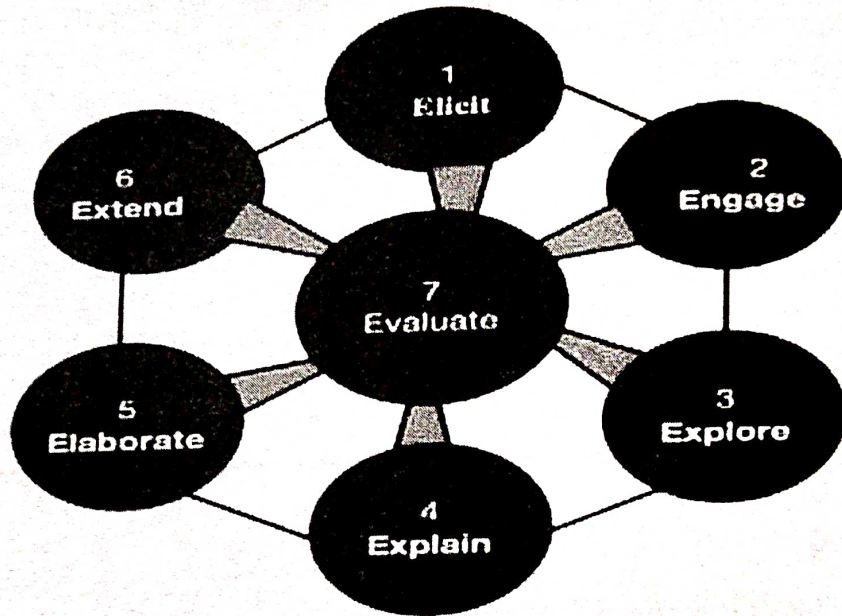 1
Elicit
2
Engage
3
Explore
4
Explain
5
Elaborate
6
Extend
7
Evaluate